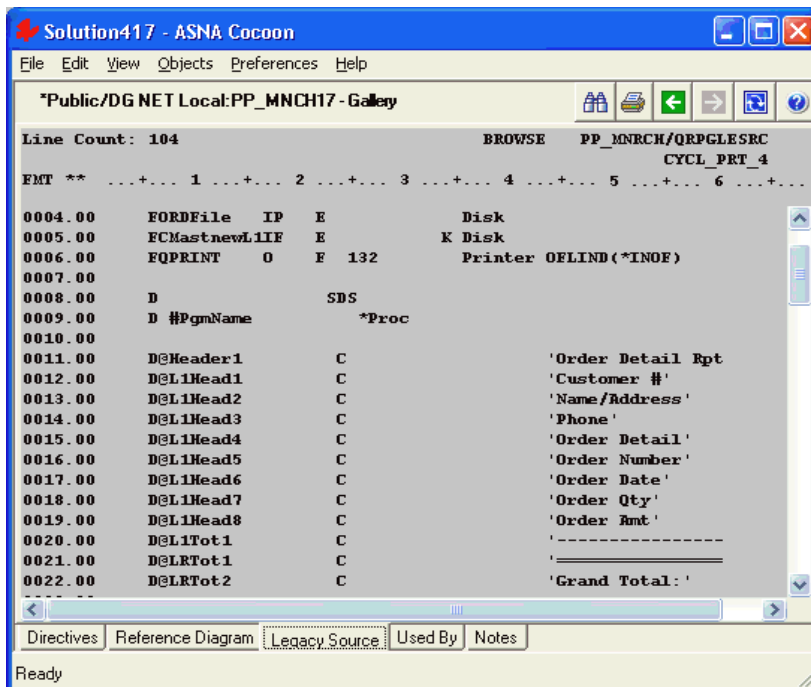 Solution417 - ASNA Cocoon
File Edit View Objects Preferences Help
*Public/DG NET Local:PP_MNCH17 - Gallery
Line Count: 104 BROWSE PP_MNRCH/QRPGLESRC
CYCL_PRT_4
FMT ** ...+... 1 ...+... 2 ...+... 3 ...+... 4 ...+... 5 ...+... 6 ...+...
0004.00 FORDFile IP E Disk
0005.00 FCMastnewL1IF E K Disk
0006.00 FQPRINT O F 132 Printer OFLIND(*INOF)
0007.00
0008.00 D SDS
0009.00 D #PgmName *Proc
0010.00
0011.00 D@Header1 C 'Order Detail Rpt
0012.00 D@L1Head1 C 'Customer #'
0013.00 D@L1Head2 C 'Name/Address'
0014.00 D@L1Head3 C 'Phone'
0015.00 D@L1Head4 C 'Order Detail'
0016.00 D@L1Head5 C 'Order Number'
0017.00 D@L1Head6 C 'Order Date'
0018.00 D@L1Head7 C 'Order Qty'
0019.00 D@L1Head8 C 'Order Amt'
0020.00 D@L1Tot1 C '----------------
0021.00 D@LRTot1 C '================
0022.00 D@LRTot2 C 'Grand Total:'
Directives Reference Diagram Legacy Source Used By Notes
Ready